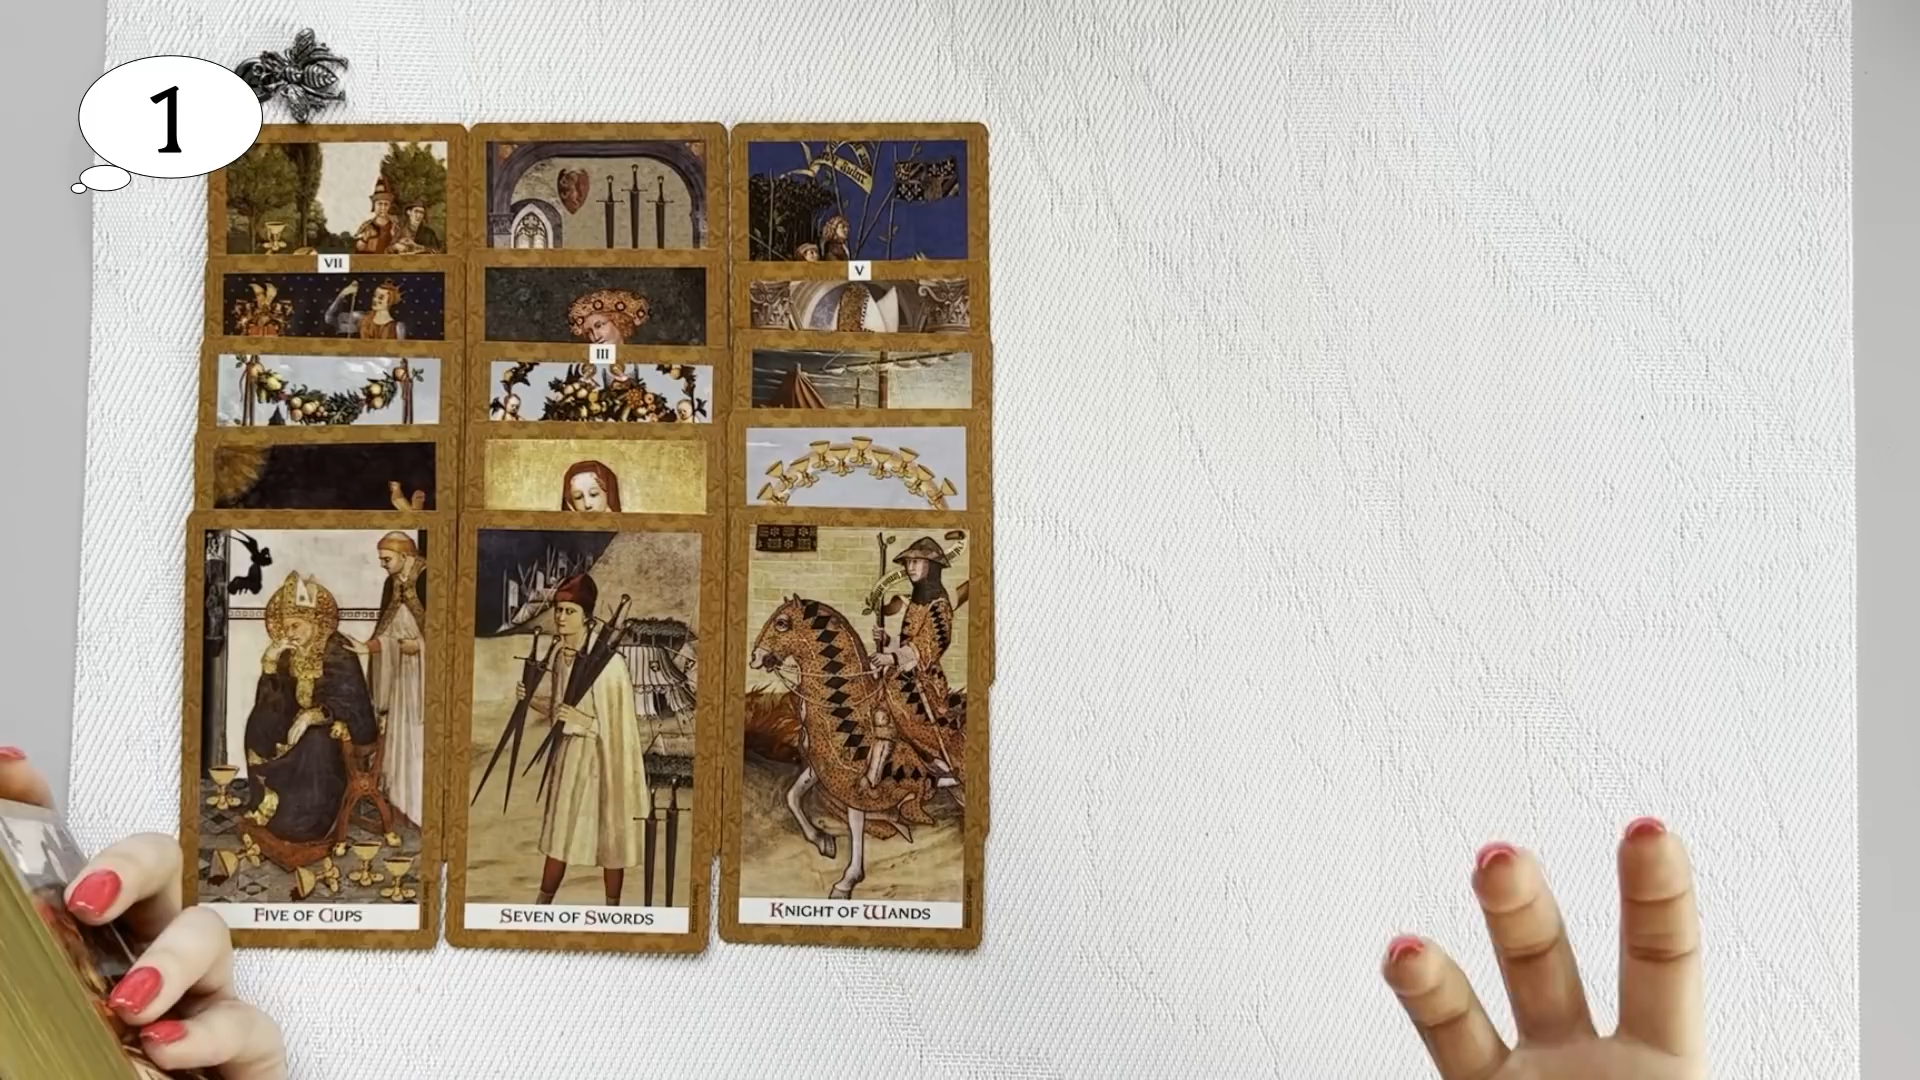 1
VII
V
III
FIVE OF CUPS
SEVEN OF SWORDS
KNIGHT OF WANDS